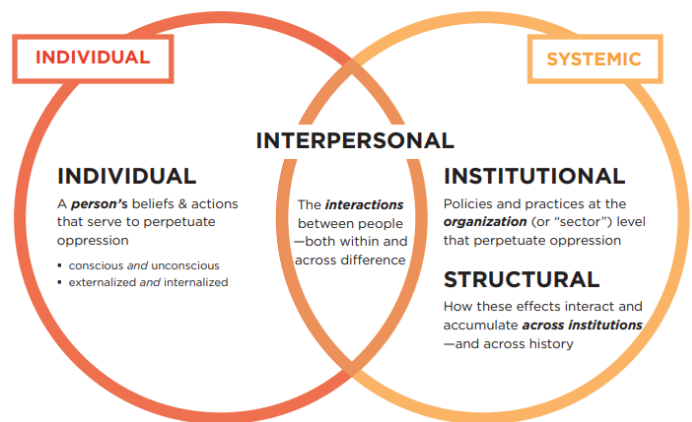 INDIVIDUAL
SYSTEMIC
INTERPERSONAL
INDIVIDUAL
A person's beliefs & actions
that serve to perpetuate
oppression
▪ conscious and unconscious
▪ externalized and internalized
The interactions
between people
—both within and
across difference
INSTITUTIONAL
Policies and practices at the
organization (or “sector”) level
that perpetuate oppression
STRUCTURAL
How these effects interact and
accumulate across institutions
—and across history